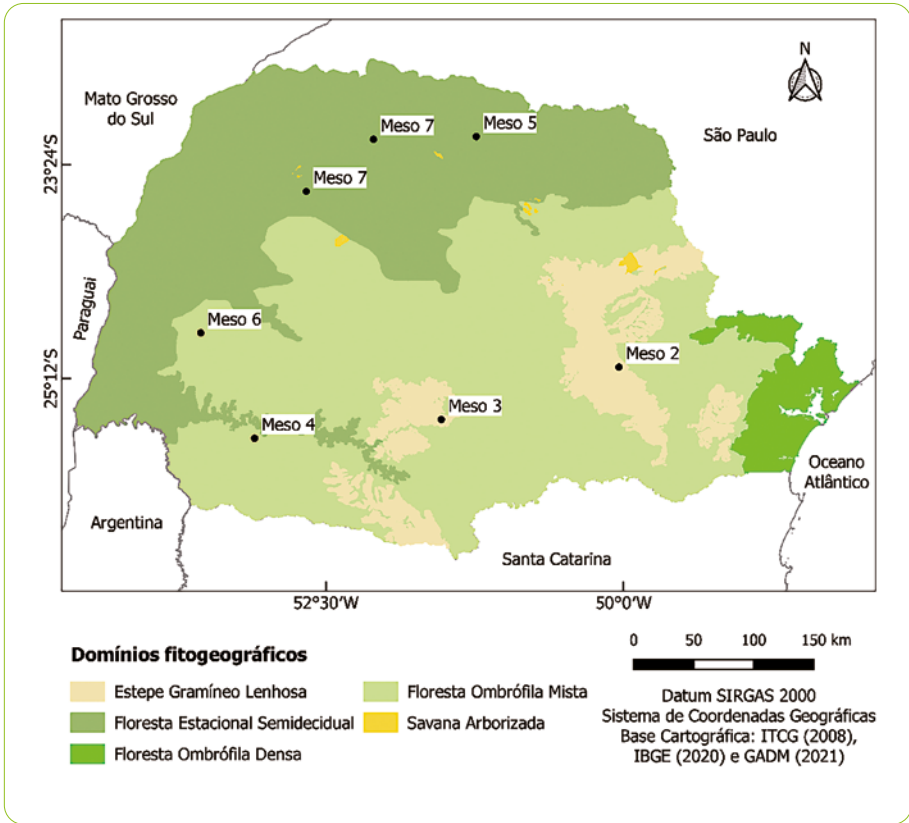 N
Mato Grosso
do Sul
São Paulo
Meso 7
Meso 5
23°24'S
Meso 7
Paraguai
Meso 6
Meso 2
25°12'S
Meso 3
Meso 4
Oceano
Atlântico
Argentina
Santa Catarina
52°30'W
50°0'W
0 50 100 150 km
Domínios fitogeográficos
Estepe Gramíneo Lenhosa
Floresta Ombrófila Mista
Floresta Estacional Semidecidual
Savana Arborizada
Floresta Ombrófila Densa
Datum SIRGAS 2000
Sistema de Coordenadas Geográficas
Base Cartográfica: ITCG (2008),
IBGE (2020) e GADM (2021)